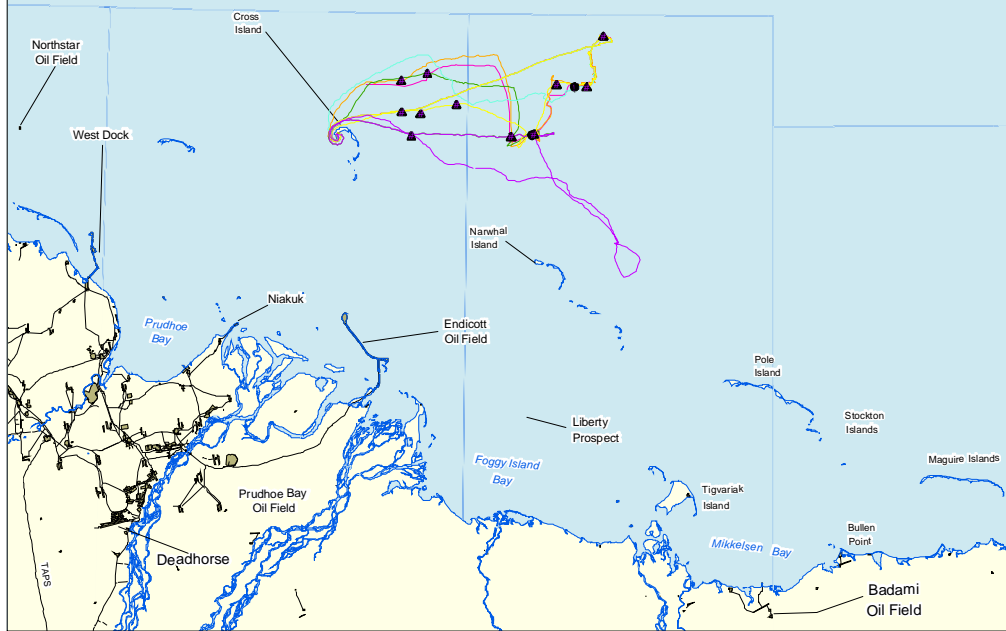 Cross
Island
Northstar
Oil Field
West Dock
Narwhal
Island
Niakuk
Prudhoe
Bay
Endicott
Oil Field
Pole
Island
Liberty
Prospect
Stockton
Islands
Foggy Island
Bay
Maguire Islands
Prudhoe Bay
Oil Field
Tigvariak
Island
Bullen
Point
Mikkelsen Bay
Deadhorse
TAPS
Badami
Oil Field